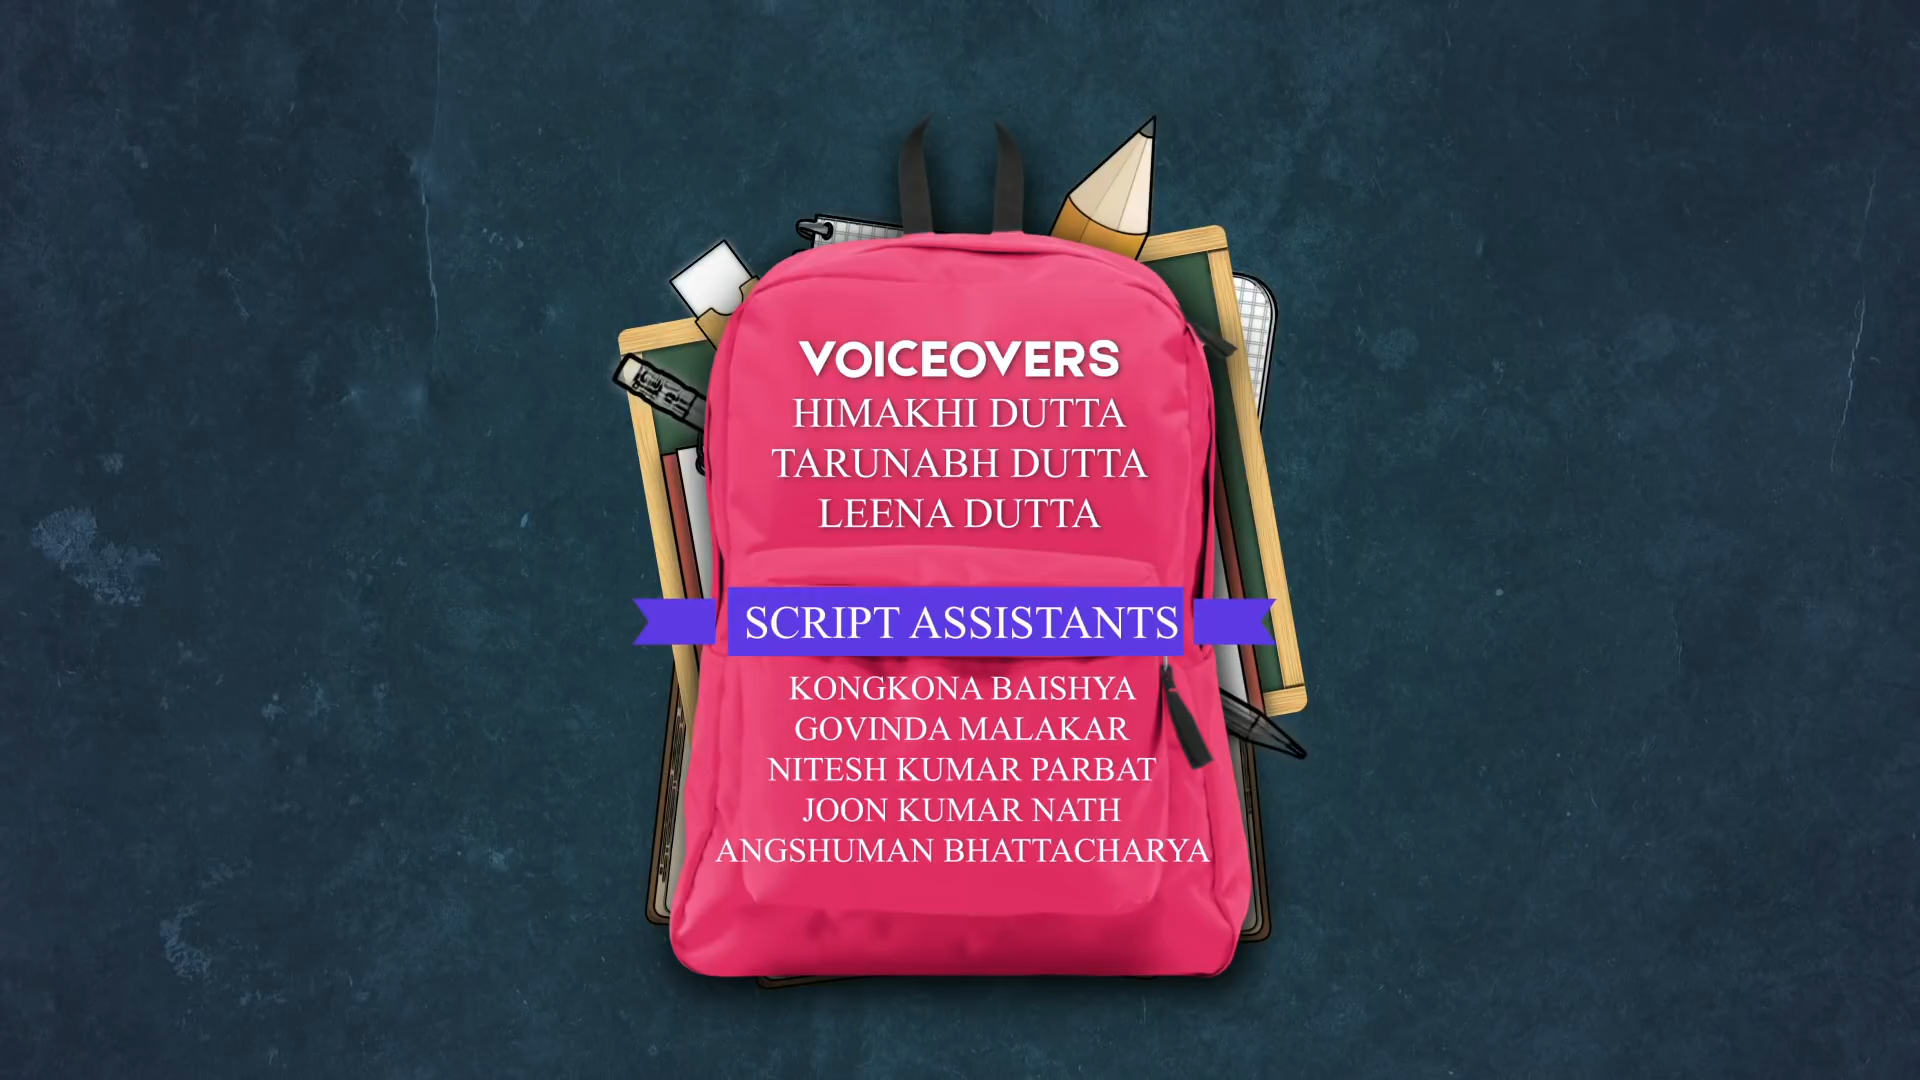 VOICEOVERS
HIMAKHI DUTTA
TARUNABH DUTTA
LEENA DUTTA
SCRIPT ASSISTANTS
KONGKONA BAISHYA
GOVINDA MALAKAR
NITESH KUMAR PARBAT
JOON KUMAR NATH
ANGSHUMAN BHATTACHARYA